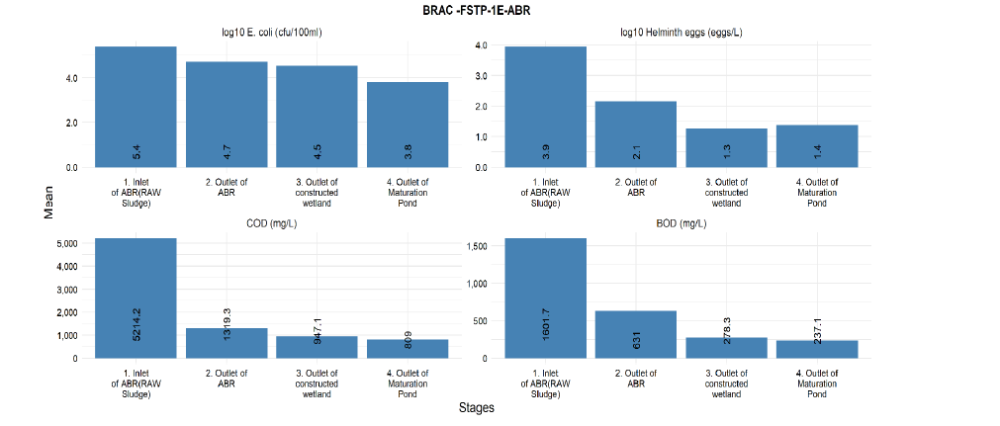 BRAC -FSTP-1E-ABR
log10 E. coli (cfu/100ml)
4.0
2.0
0.0
5.4
4.7
4.5
3.8
1. Inlet
of ABR(RAW
Sludge)
2. Outlet of
ABR
3. Outlet of
constructed
wetland
4. Outlet of
Maturation
Pond
log10 Helminth eggs (eggs/L)
4.0
3.0
2.0
1.0
0.0
3.9
2.1
1.3
1.4
1. Inlet
of ABR(RAW
Sludge)
2. Outlet of
ABR
3. Outlet of
constructed
wetland
4. Outlet of
Maturation
Pond
Mean
COD (mg/L)
5,000
4,000
3,000
2,000
1,000
0
5214.2
1319.3
947.1
809
1. Inlet
of ABR(RAW
Sludge)
2. Outlet of
ABR
3. Outlet of
constructed
wetland
4. Outlet of
Maturation
Pond
BOD (mg/L)
1,500
1,000
500
0
1601.7
631
278.3
237.1
1. Inlet
of ABR(RAW
Sludge)
2. Outlet of
ABR
3. Outlet of
constructed
wetland
4. Outlet of
Maturation
Pond
Stages